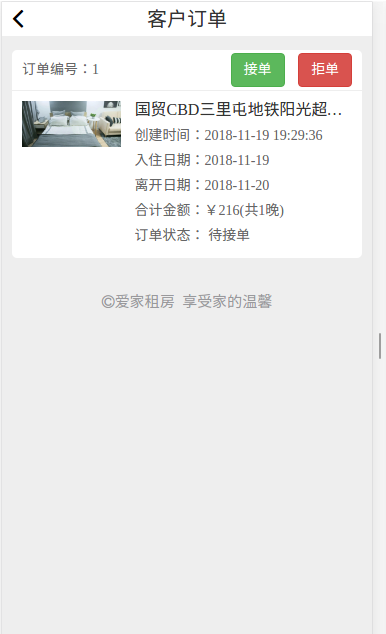 客户订单
订单编号：1 接单 拒单
国贸CBD三里屯地铁阳光超…
创建时间：2018-11-19 19:29:36
入住日期：2018-11-19
离开日期：2018-11-20
合计金额：￥216(共1晚)
订单状态： 待接单
©爱家租房 享受家的温馨